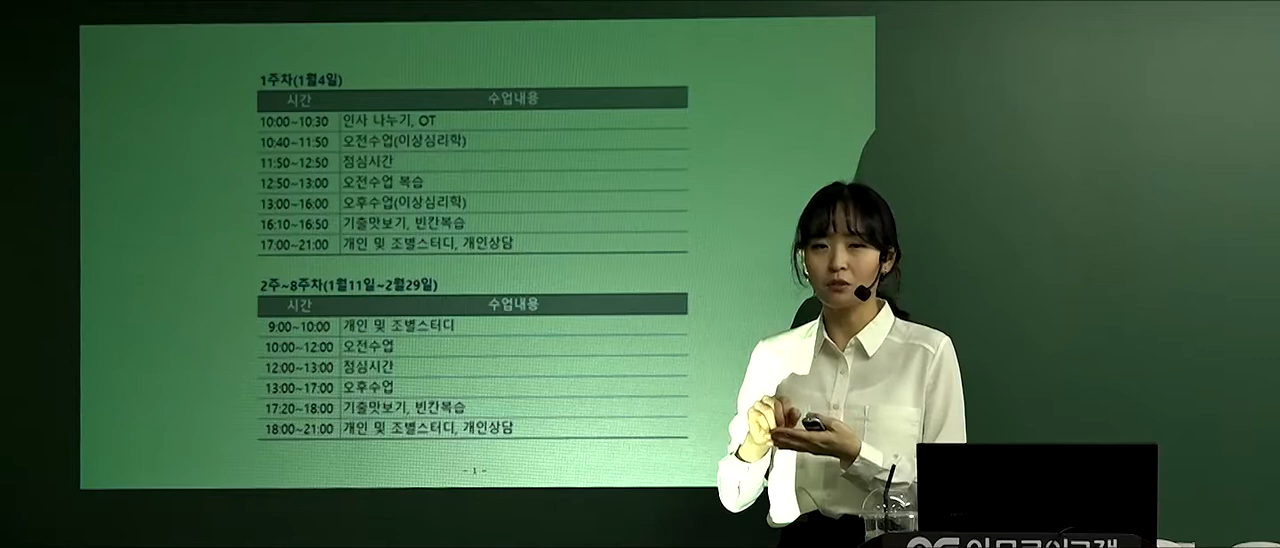 1주차(1월4일)
시간 수업내용
10:00~10:30 인사 나누기, OT
10:40~11:50 오전수업(이상심리학)
11:50~12:50 점심시간
12:50~13:00 오전수업 복습
13:00~16:00 오후수업(이상심리학)
16:10~16:50 기출맛보기, 빈칸복습
17:00~21:00 개인 및 조별스터디, 개인상담
2주~8주차(1월11일~2월29일)
시간 수업내용
9:00~10:00 개인 및 조별스터디
10:00~12:00 오전수업
12:00~13:00 점심시간
13:00~17:00 오후수업
17:20~18:00 기출맛보기, 빈칸복습
18:00~21:00 개인 및 조별스터디, 개인상담
- 1 -